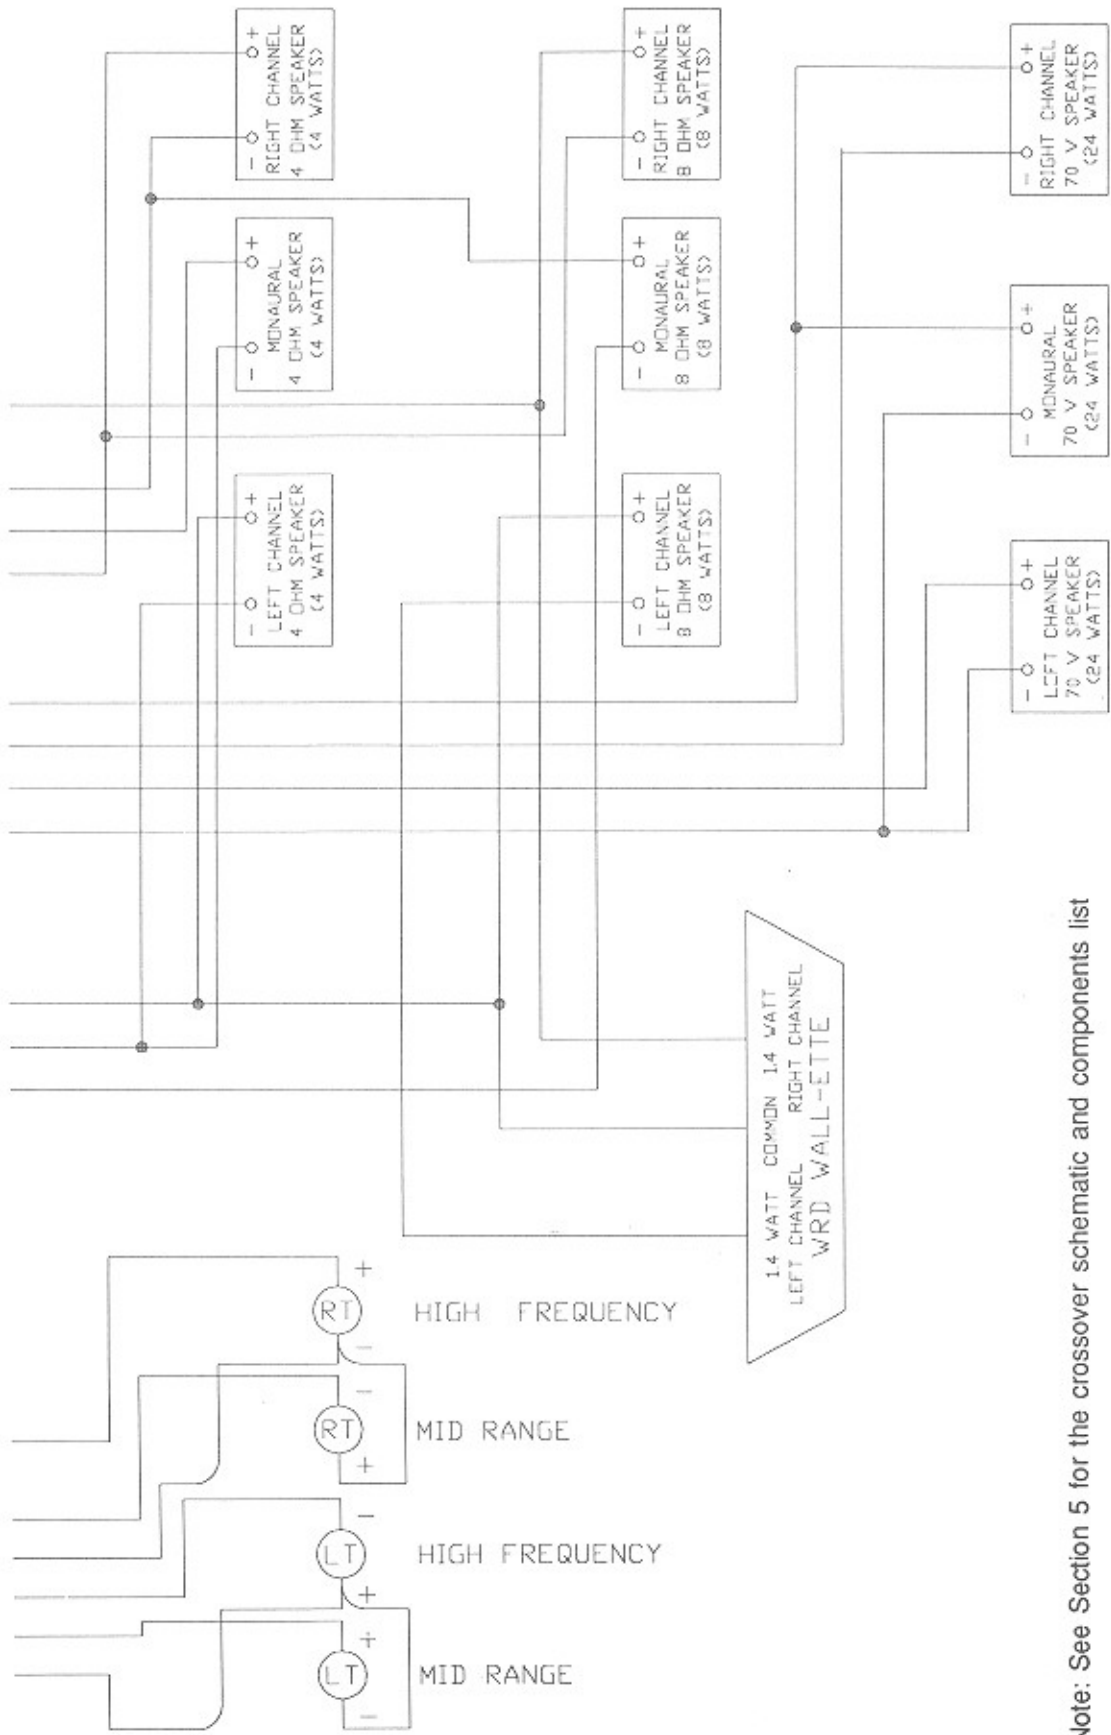 +
-
RIGHT CHANNEL
4 OHM SPEAKER
(4 WATTS)
+
-
MONAURAL
4 OHM SPEAKER
(4 WATTS)
+
-
LEFT CHANNEL
4 OHM SPEAKER
(4 WATTS)
+
-
RIGHT CHANNEL
8 OHM SPEAKER
(8 WATTS)
+
-
MONAURAL
8 OHM SPEAKER
(8 WATTS)
+
-
LEFT CHANNEL
8 OHM SPEAKER
(8 WATTS)
+
-
RIGHT CHANNEL
70 V SPEAKER
(24 WATTS)
+
-
MONAURAL
70 V SPEAKER
(24 WATTS)
+
-
LEFT CHANNEL
70 V SPEAKER
(24 WATTS)
1.4 WATT COMMON 1.4 WATT
LEFT CHANNEL RIGHT CHANNEL
WRD WALL-ETTE
+
RT HIGH FREQUENCY
-
-
RT MID RANGE
+
-
LT HIGH FREQUENCY
+
+
LT MID RANGE
-
Note: See Section 5 for the crossover schematic and components list